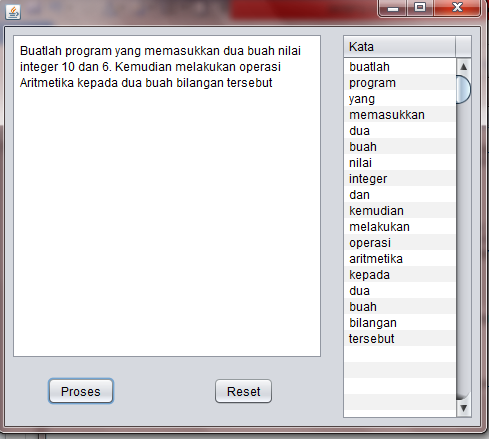 Buatlah program yang memasukkan dua buah nilai
integer 10 dan 6. Kemudian melakukan operasi
Aritmetika kepada dua buah bilangan tersebut
Kata
buatlah
program
yang
memasukkan
dua
buah
nilai
integer
dan
kemudian
melakukan
operasi
aritmetika
kepada
dua
buah
bilangan
tersebut
Proses
Reset